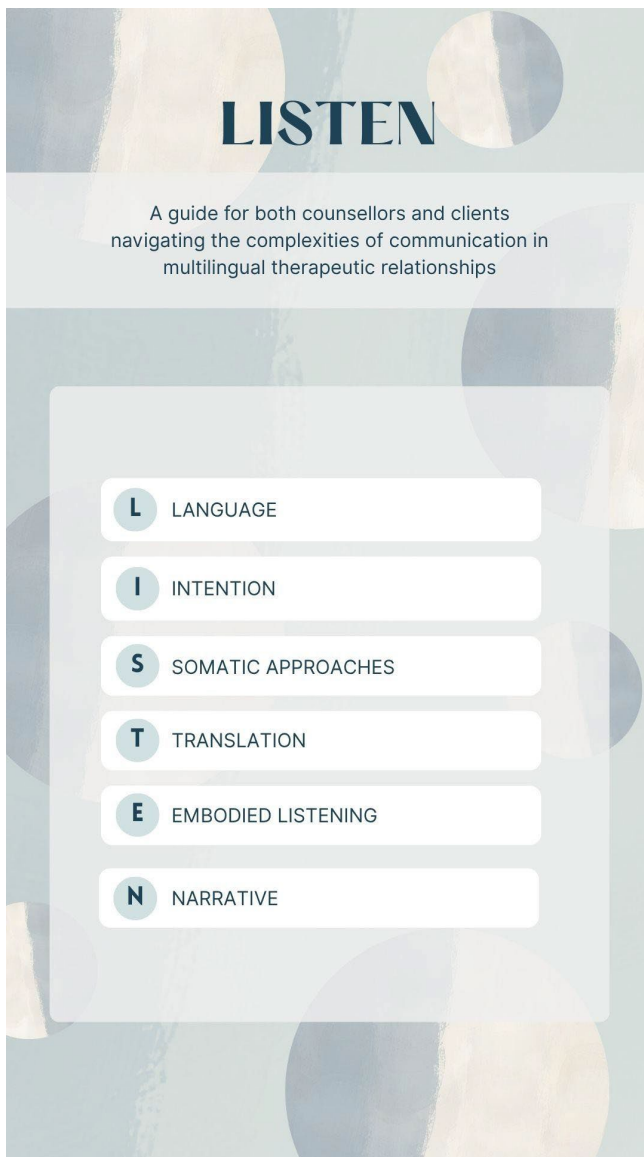 LISTEN
A guide for both counsellors and clients
navigating the complexities of communication in
multilingual therapeutic relationships
L LANGUAGE
I INTENTION
S SOMATIC APPROACHES
T TRANSLATION
E EMBODIED LISTENING
N NARRATIVE